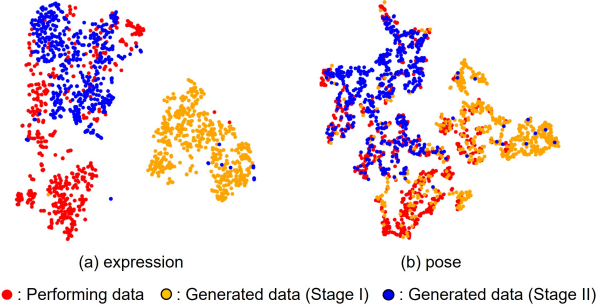 (a) expression
(b) pose
: Performing data
: Generated data (Stage I)
: Generated data (Stage II)